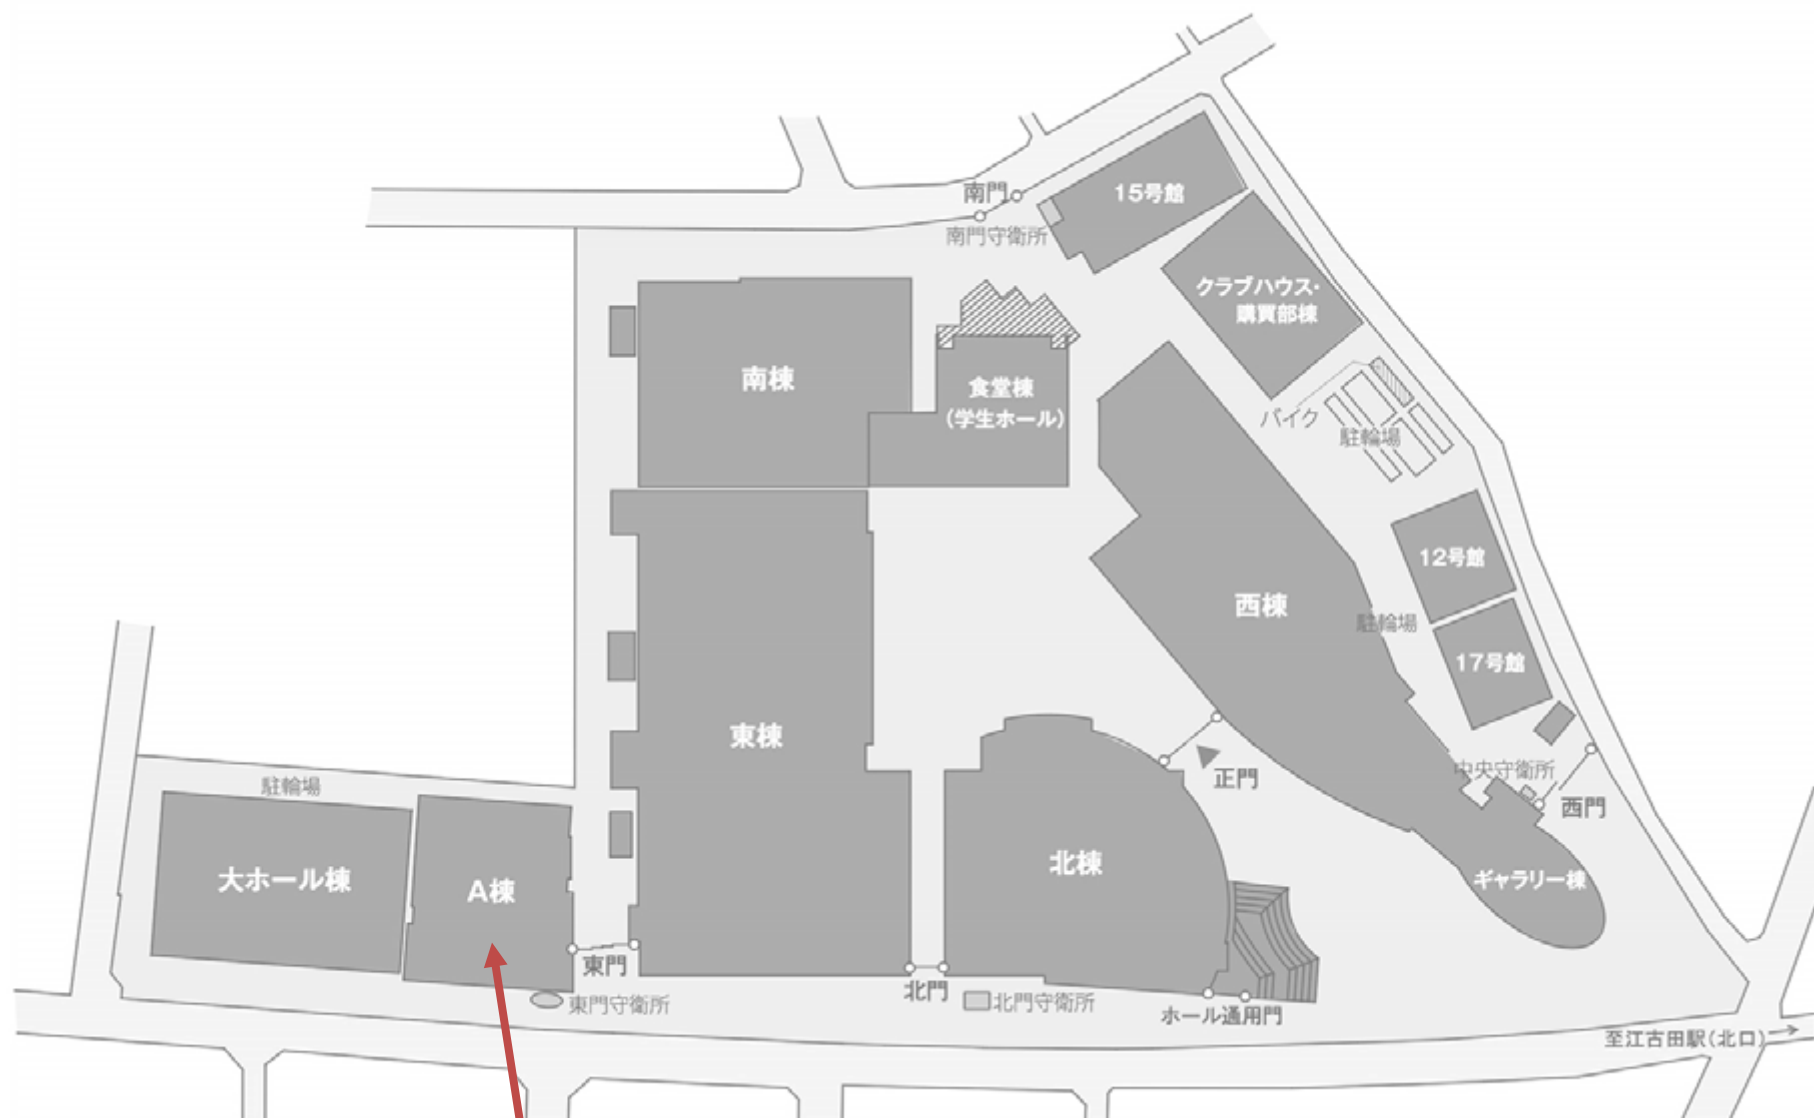 南門
15号館
南門守衛所
クラブハウス・
購買部棟
南棟
食堂棟
（学生ホール）
バイク
駐輪場
12号館
西棟
駐輪場
17号館
東棟
正門
中央守衛所
西門
駐輪場
大ホール棟
A棟
北棟
ギャラリー棟
東門
東門守衛所
北門
北門守衛所
ホール通用門
至江古田駅（北口）